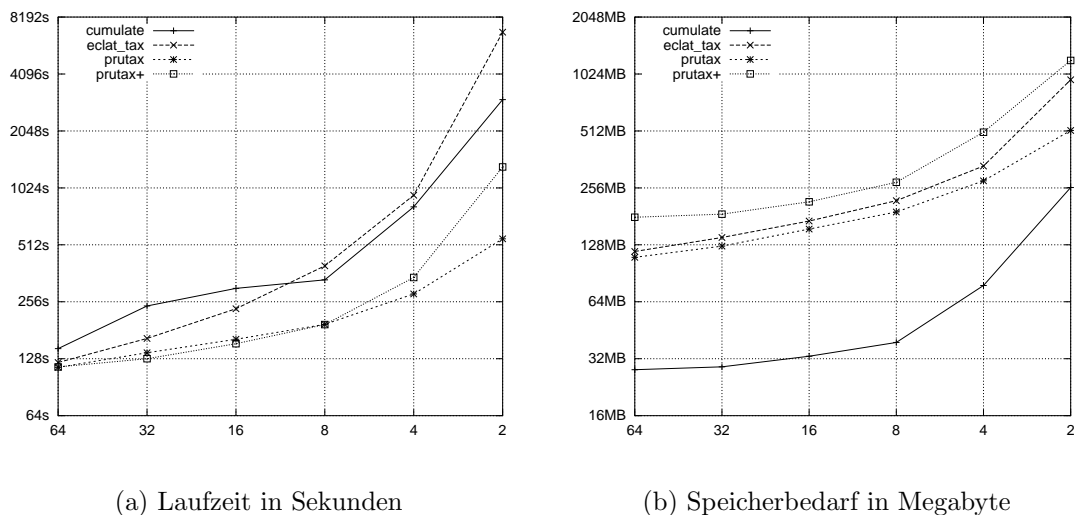 8192s
4096s
2048s
1024s
512s
256s
128s
64s
64 32 16 8 4 2
cumulate
eclat_tax
prutax
prutax+
(a) Laufzeit in Sekunden
2048MB
1024MB
512MB
256MB
128MB
64MB
32MB
16MB
64 32 16 8 4 2
cumulate
eclat_tax
prutax
prutax+
(b) Speicherbedarf in Megabyte